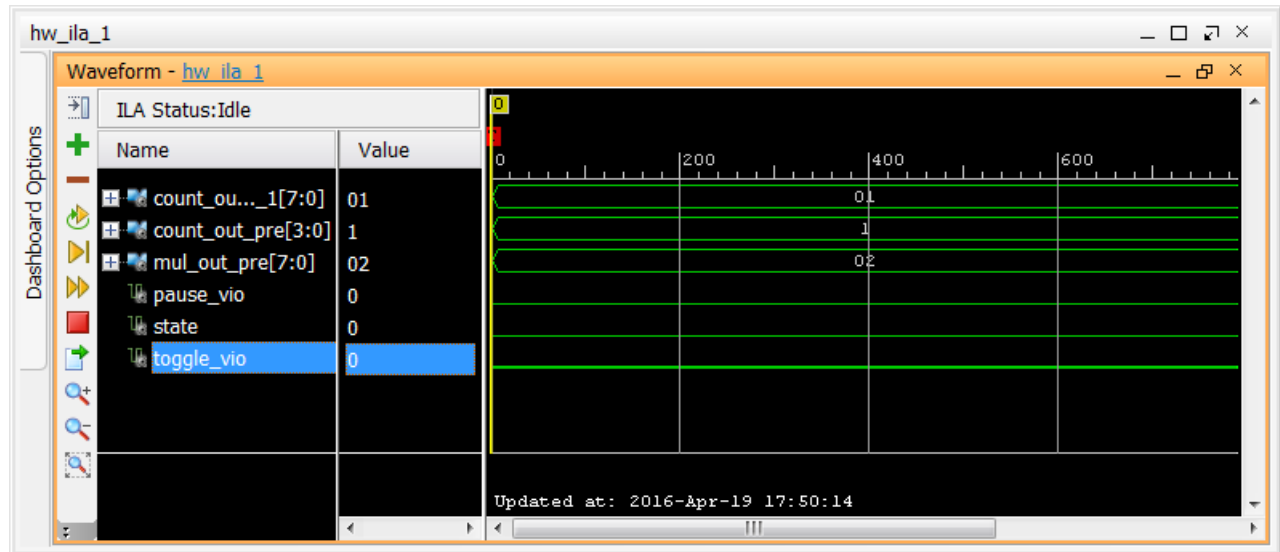 hw_ila_1
Dashboard Options
Waveform - hw_ila_1
ILA Status:Idle
0
Name Value
0 200 400 600
count_ou..._1[7:0] 01 01
count_out_pre[3:0] 1 1
mul_out_pre[7:0] 02 02
pause_vio 0
state 0
toggle_vio 0
Updated at: 2016-Apr-19 17:50:14